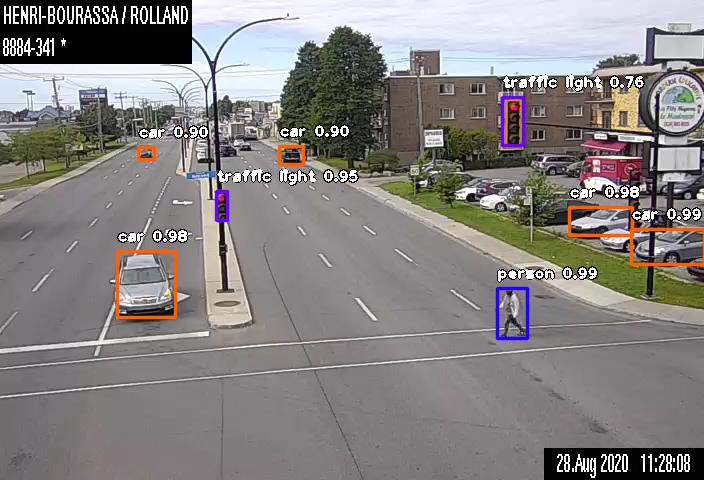 HENRI-BOURASSA / ROLLAND
8884-341 *
traffic light 0.76
car 0.90
car 0.90
traffic light 0.95
car 0.98
car 0.99
car 0.98
person 0.99
28.Aug 2020 11:28:08